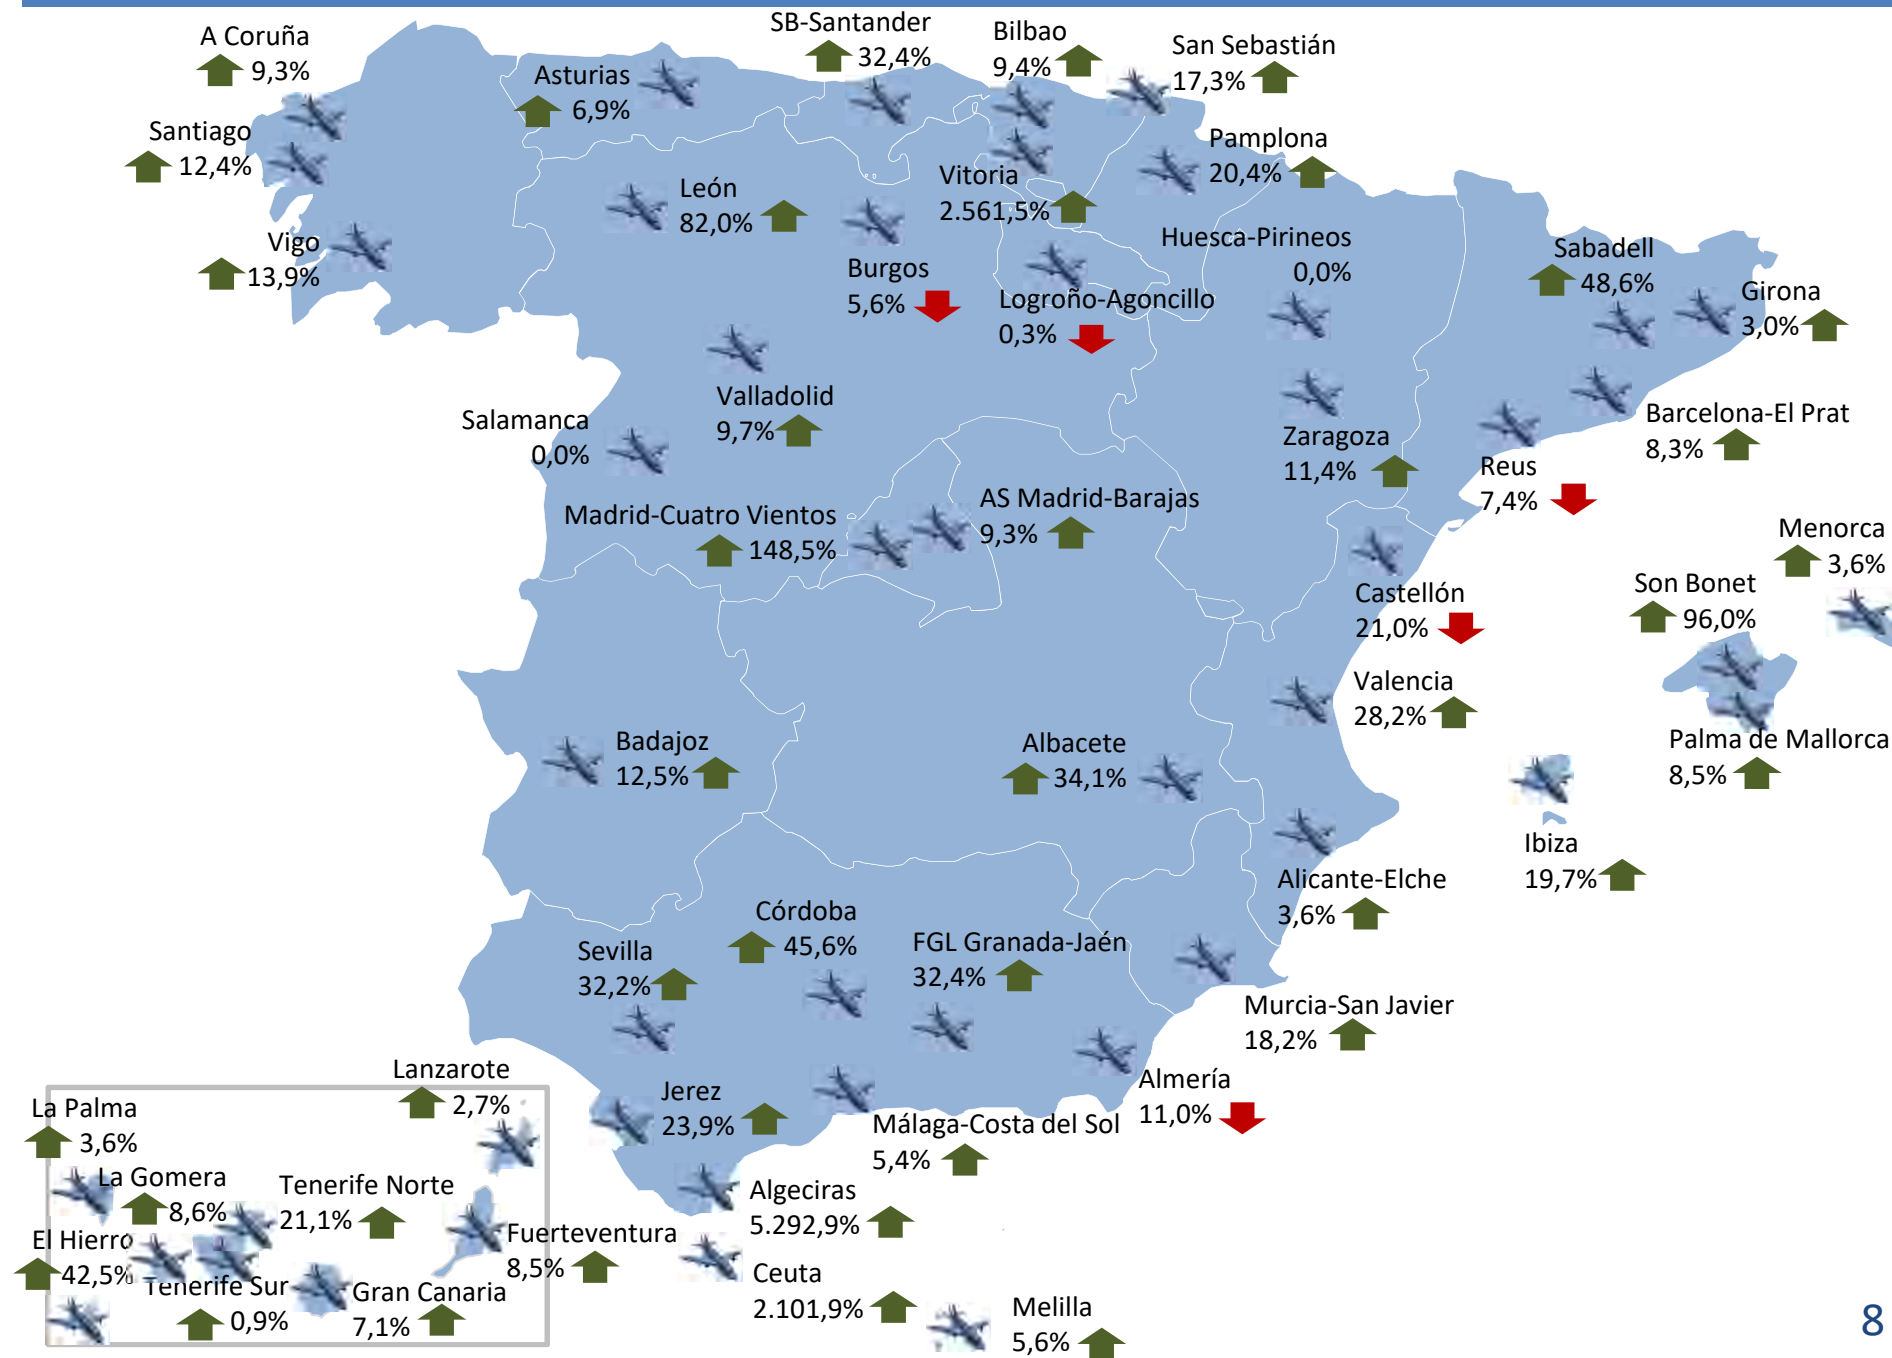 A Coruña
9,3%
Santiago
12,4%
Vigo
13,9%
Asturias
6,9%
SB-Santander
32,4%
Bilbao
9,4%
San Sebastián
17,3%
Pamplona
20,4%
León
82,0%
Vitoria
2.561,5%
Burgos
5,6%
Logroño-Agoncillo
0,3%
Huesca-Pirineos
0,0%
Sabadell
48,6%
Girona
3,0%
Valladolid
9,7%
Salamanca
0,0%
Zaragoza
11,4%
Barcelona-El Prat
8,3%
Reus
7,4%
Madrid-Cuatro Vientos
148,5%
AS Madrid-Barajas
9,3%
Menorca
3,6%
Son Bonet
96,0%
Castellón
21,0%
Valencia
28,2%
Palma de Mallorca
8,5%
Badajoz
12,5%
Albacete
34,1%
Ibiza
19,7%
Alicante-Elche
3,6%
Córdoba
45,6%
Sevilla
32,2%
FGL Granada-Jaén
32,4%
Murcia-San Javier
18,2%
Almería
11,0%
Jerez
23,9%
Málaga-Costa del Sol
5,4%
Lanzarote
2,7%
La Palma
3,6%
La Gomera
8,6%
Tenerife Norte
21,1%
El Hierro
42,5%
Tenerife Sur
0,9%
Gran Canaria
7,1%
Fuerteventura
8,5%
Algeciras
5.292,9%
Ceuta
2.101,9%
Melilla
5,6%
8